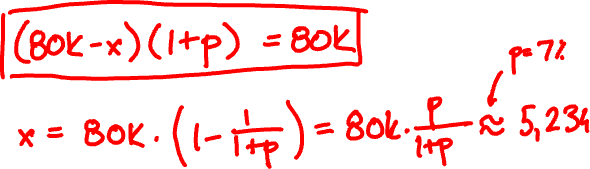 (80K-x)(1+p) = 80K
p=7%
x = 80K·(1-1/(1+p)) = 80K·p/(1+p) ≈ 5,234